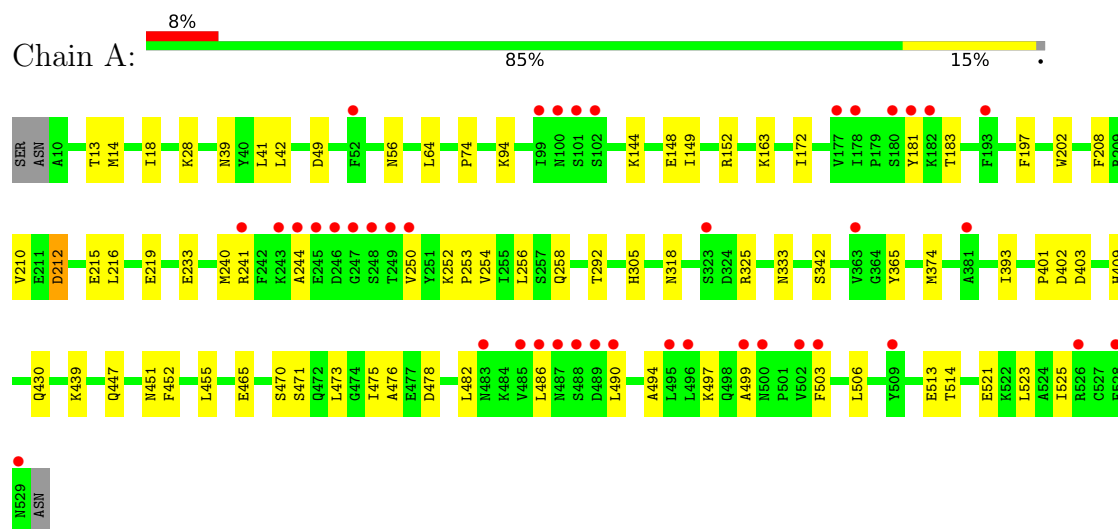 8%
Chain A:
85% 15% •
SER ASN A10 T13 M14 I18 K28 N39 Y40 L41 L42 D49 F52 N56 L64 P74 K94 I99 N100 S101 S102 K144 E148 I149 R152 K163 I172 V177 I178 P179 S180 Y181 K182 T183 F193 F197 W202 F208
V210 E211 D212 E215 L216 E219 E233 M240 R241 F242 K243 A244 E245 D246 G247 S248 T249 V250 Y251 K252 P253 V254 I255 L256 S257 Q258 T292 H305 N318 S323 D324 R325 N333 S342 V363 G364 Y365 M374 A381 I393 P401 D402 D403 H409
Q430 K439 Q447 N451 F452 L455 E465 S470 S471 Q472 L473 G474 I475 A476 E477 D478 L482 N483 K484 V485 L486 N487 S488 D489 L490 A494 L495 L496 K497 Q498 A499 N500 P501 V502 F503 L506 Y509 E513 T514 E521 K522 L523 A524 I525 R526 C527
N529 ASN